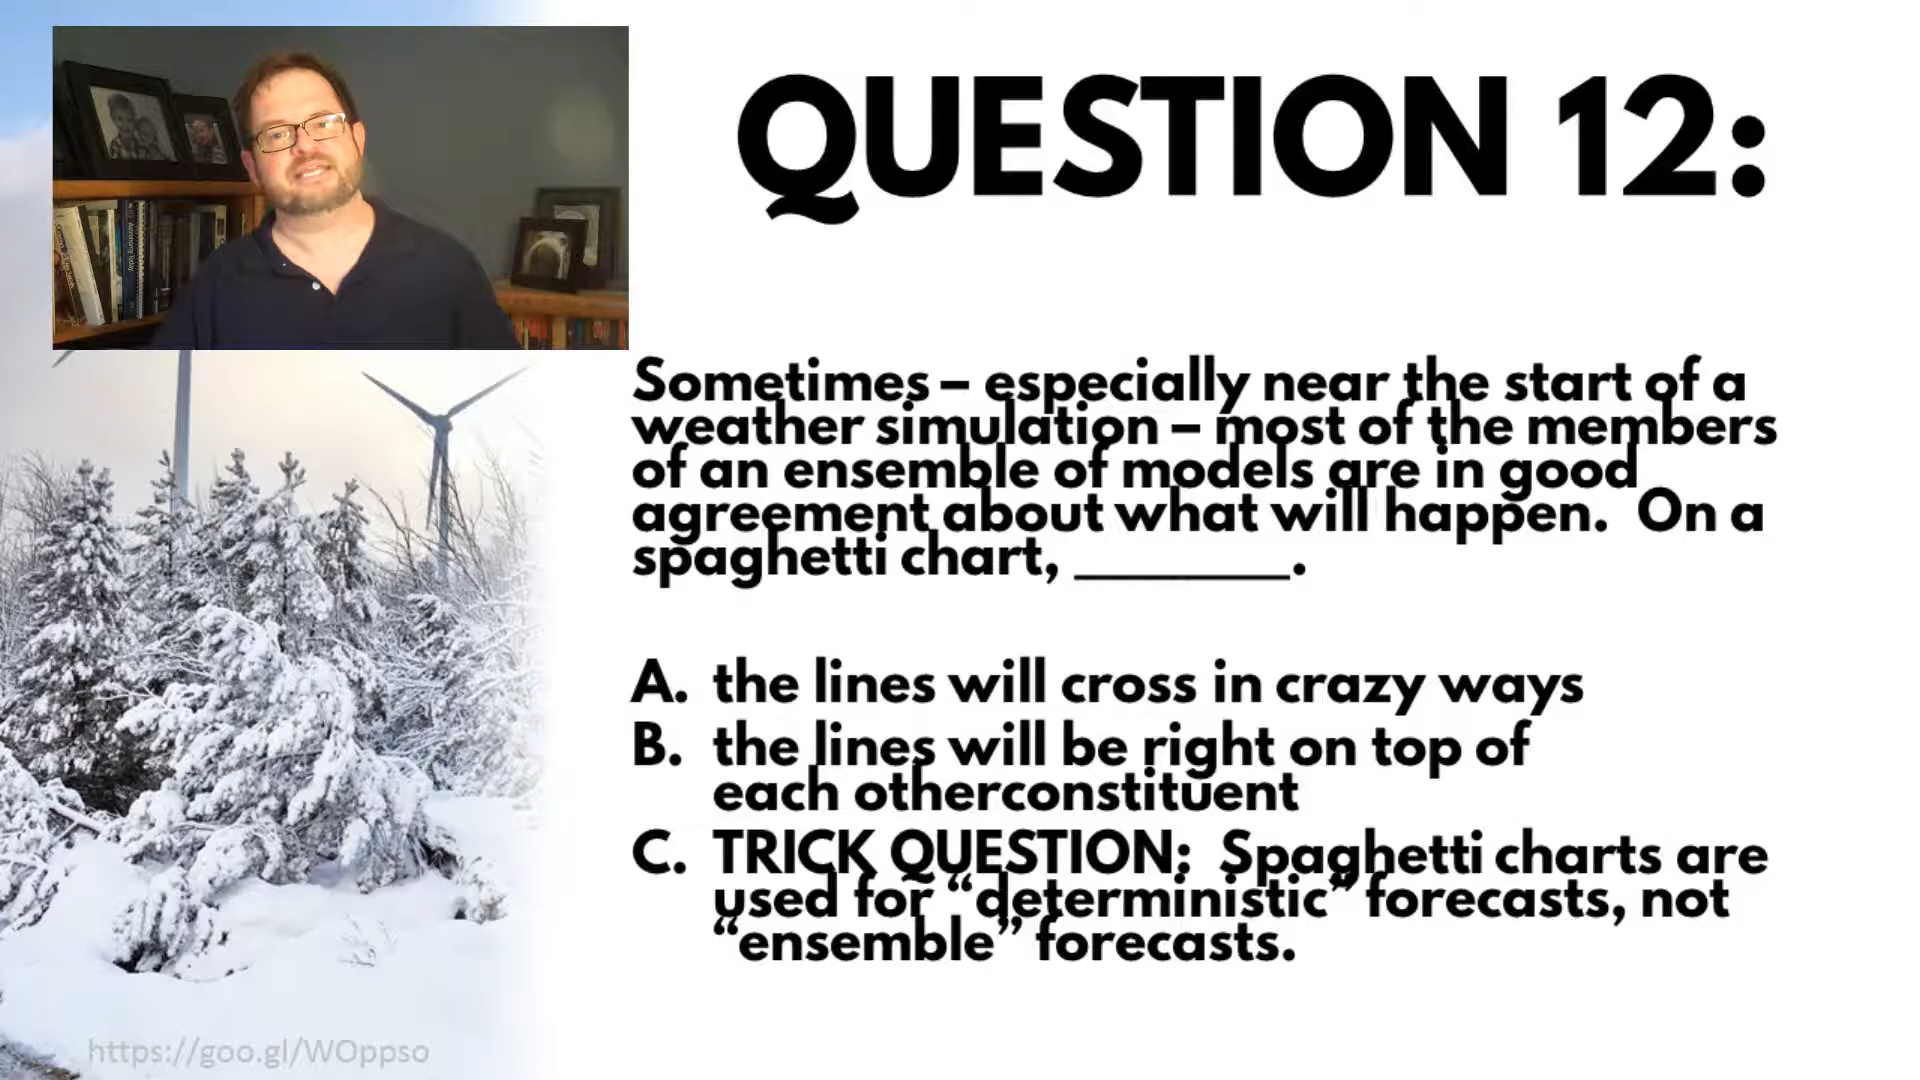 QUESTION 12:
Sometimes – especially near the start of a
weather simulation – most of the members
of an ensemble of models are in good
agreement about what will happen.  On a
spaghetti chart, ________.
A. the lines will cross in crazy ways
B. the lines will be right on top of
each otherconstituent
C. TRICK QUESTION:  Spaghetti charts are
used for “deterministic” forecasts, not
“ensemble” forecasts.
https://goo.gl/WOppso